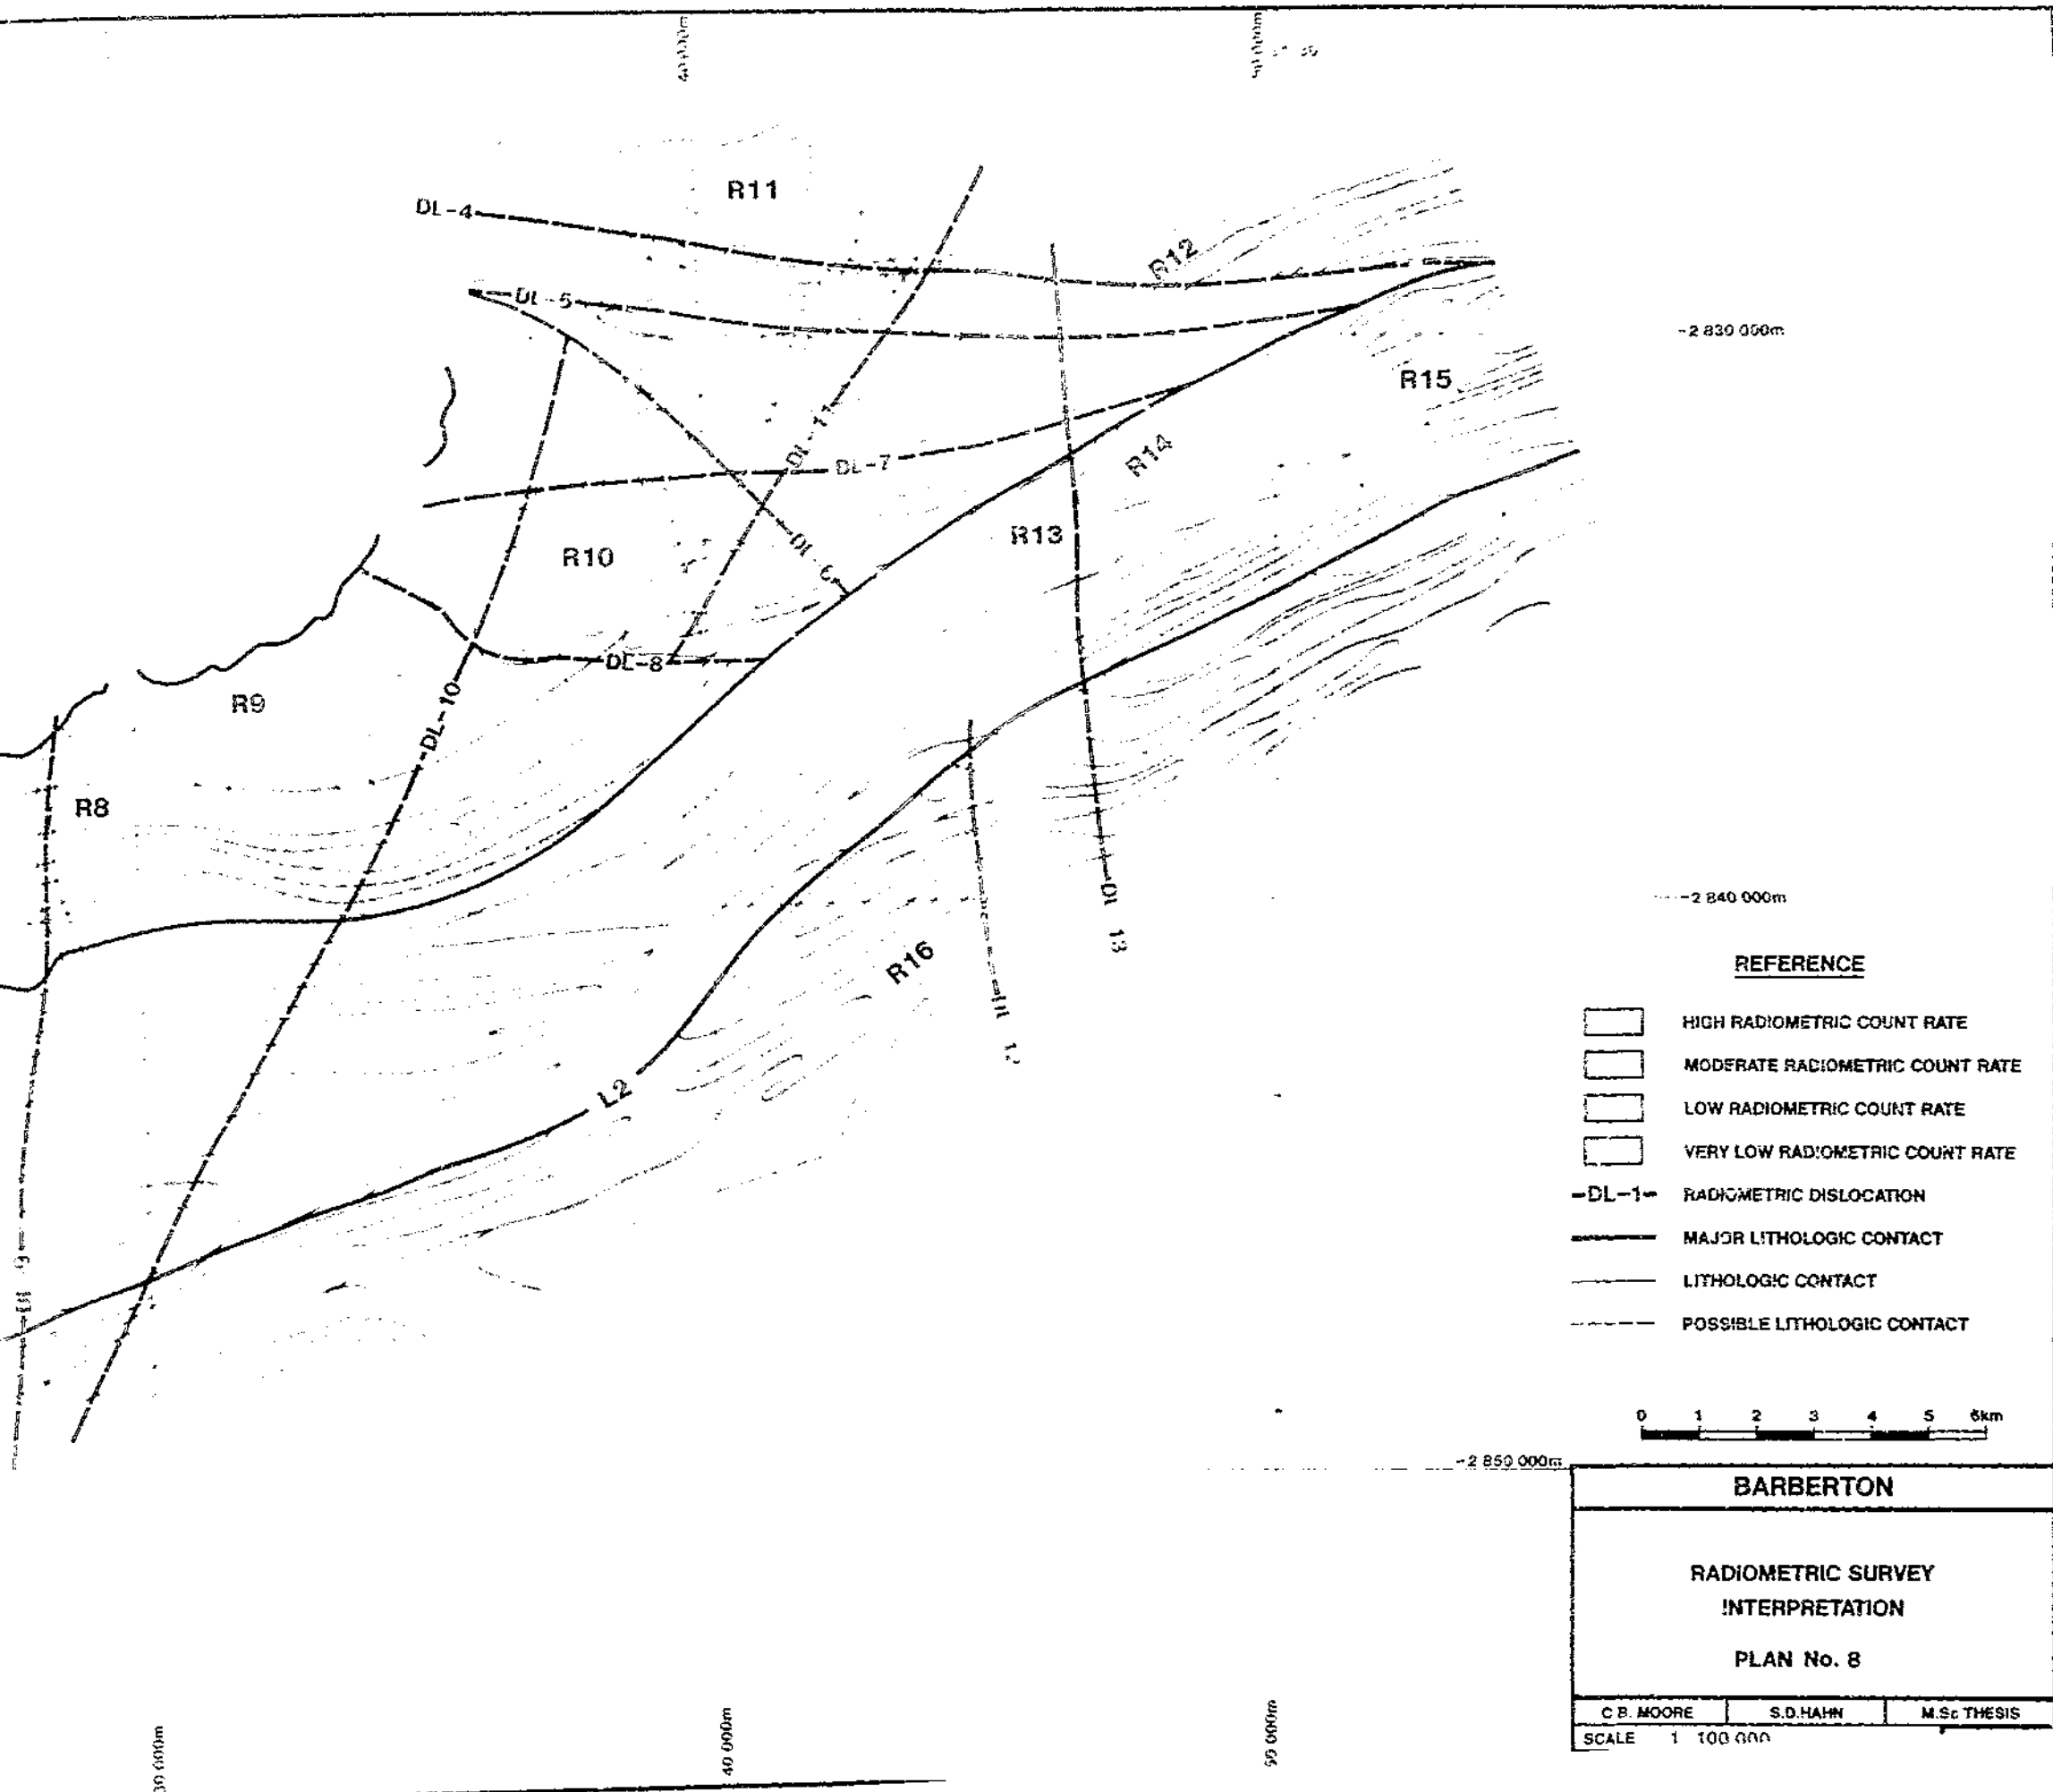 R11
DL-4
R12
DL-5
-2 830 000m
R15
DL-11
DL-7
R14
R13
R10
DL-8
R9
DL-10
R8
-2 840 000m
DL 13
R16
REFERENCE
HIGH RADIOMETRIC COUNT RATE
MODERATE RADIOMETRIC COUNT RATE
LOW RADIOMETRIC COUNT RATE
VERY LOW RADIOMETRIC COUNT RATE
L2
-DL-1- RADIOMETRIC DISLOCATION
MAJOR LITHOLOGIC CONTACT
LITHOLOGIC CONTACT
POSSIBLE LITHOLOGIC CONTACT
0 1 2 3 4 5 6km
-2 850 000m
BARBERTON
RADIOMETRIC SURVEY
INTERPRETATION
PLAN No. 8
C B. MOORE S.D.HAHN M.Sc THESIS
SCALE 1 100 000
40 000m